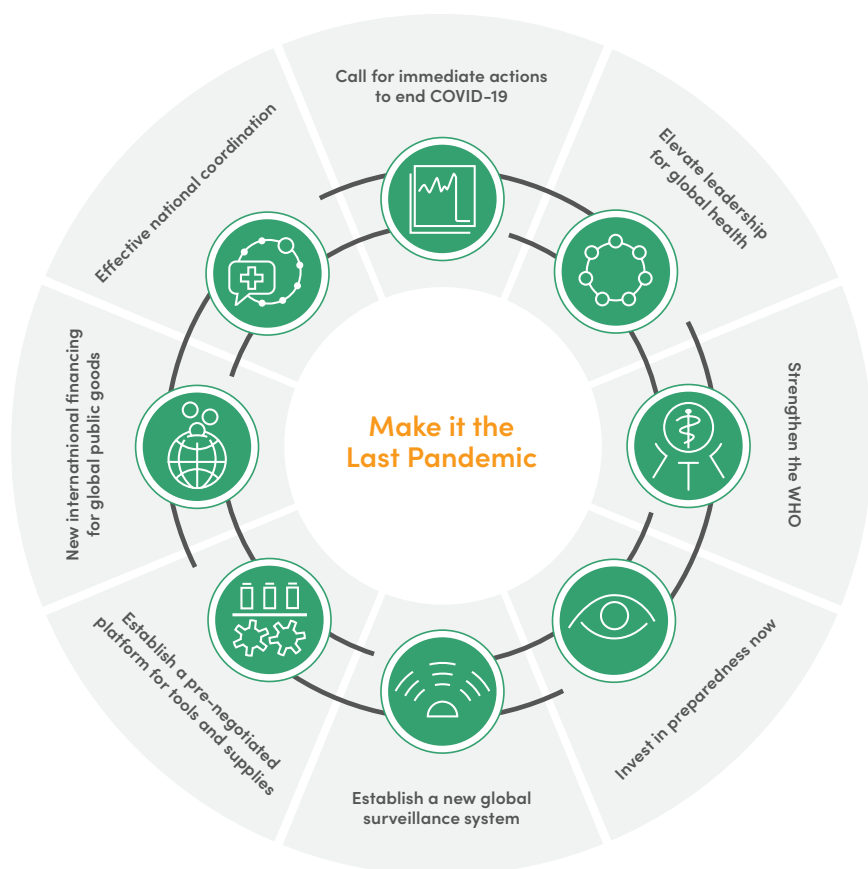 Call for immediate actions
to end COVID-19
Elevate leadership
for global health
Strengthen the WHO
Invest in preparedness now
Establish a new global
surveillance system
Establish a pre-negotiated
platform for tools and supplies
New internatnional financing
for global public goods
Effective national coordination
Make it the
Last Pandemic